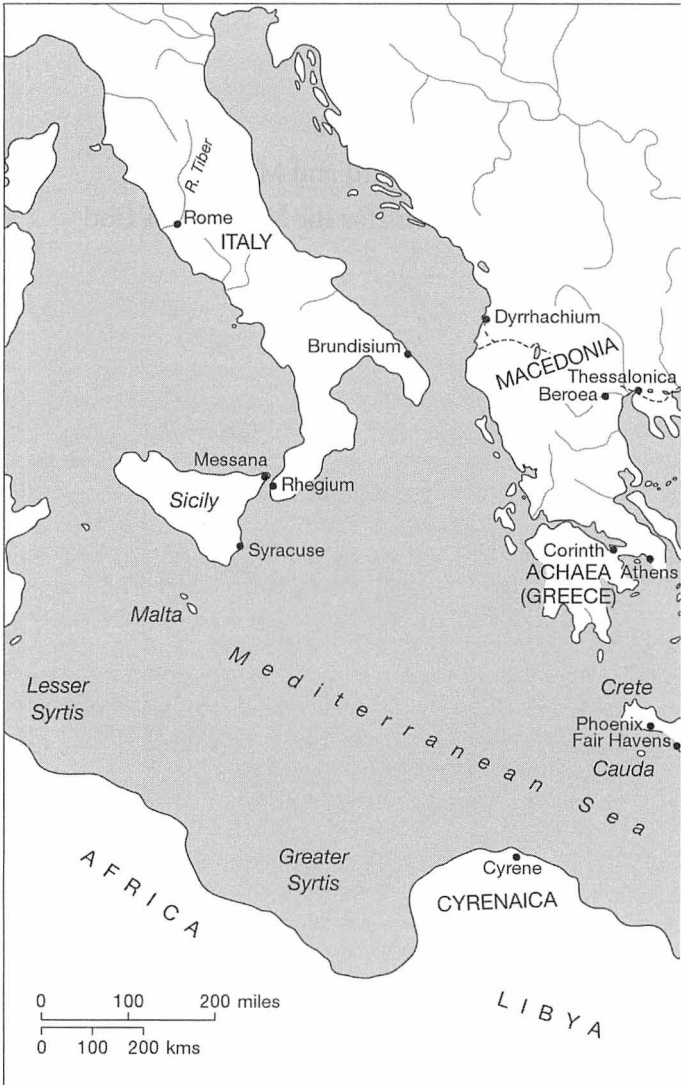 R. Tiber
Rome
ITALY
Dyrrhachium
Brundisium
MACEDONIA
Thessalonica
Beroea
Messana
Rhegium
Sicily
Syracuse
Corinth
ACHAEA Athens
(GREECE)
Malta
Mediterranean Sea
Lesser
Syrtis
Crete
Phoenix
Fair Havens
Cauda
Greater
Syrtis
Cyrene
CYRENAICA
AFRICA
LIBYA
0 100 200 miles
0 100 200 kms